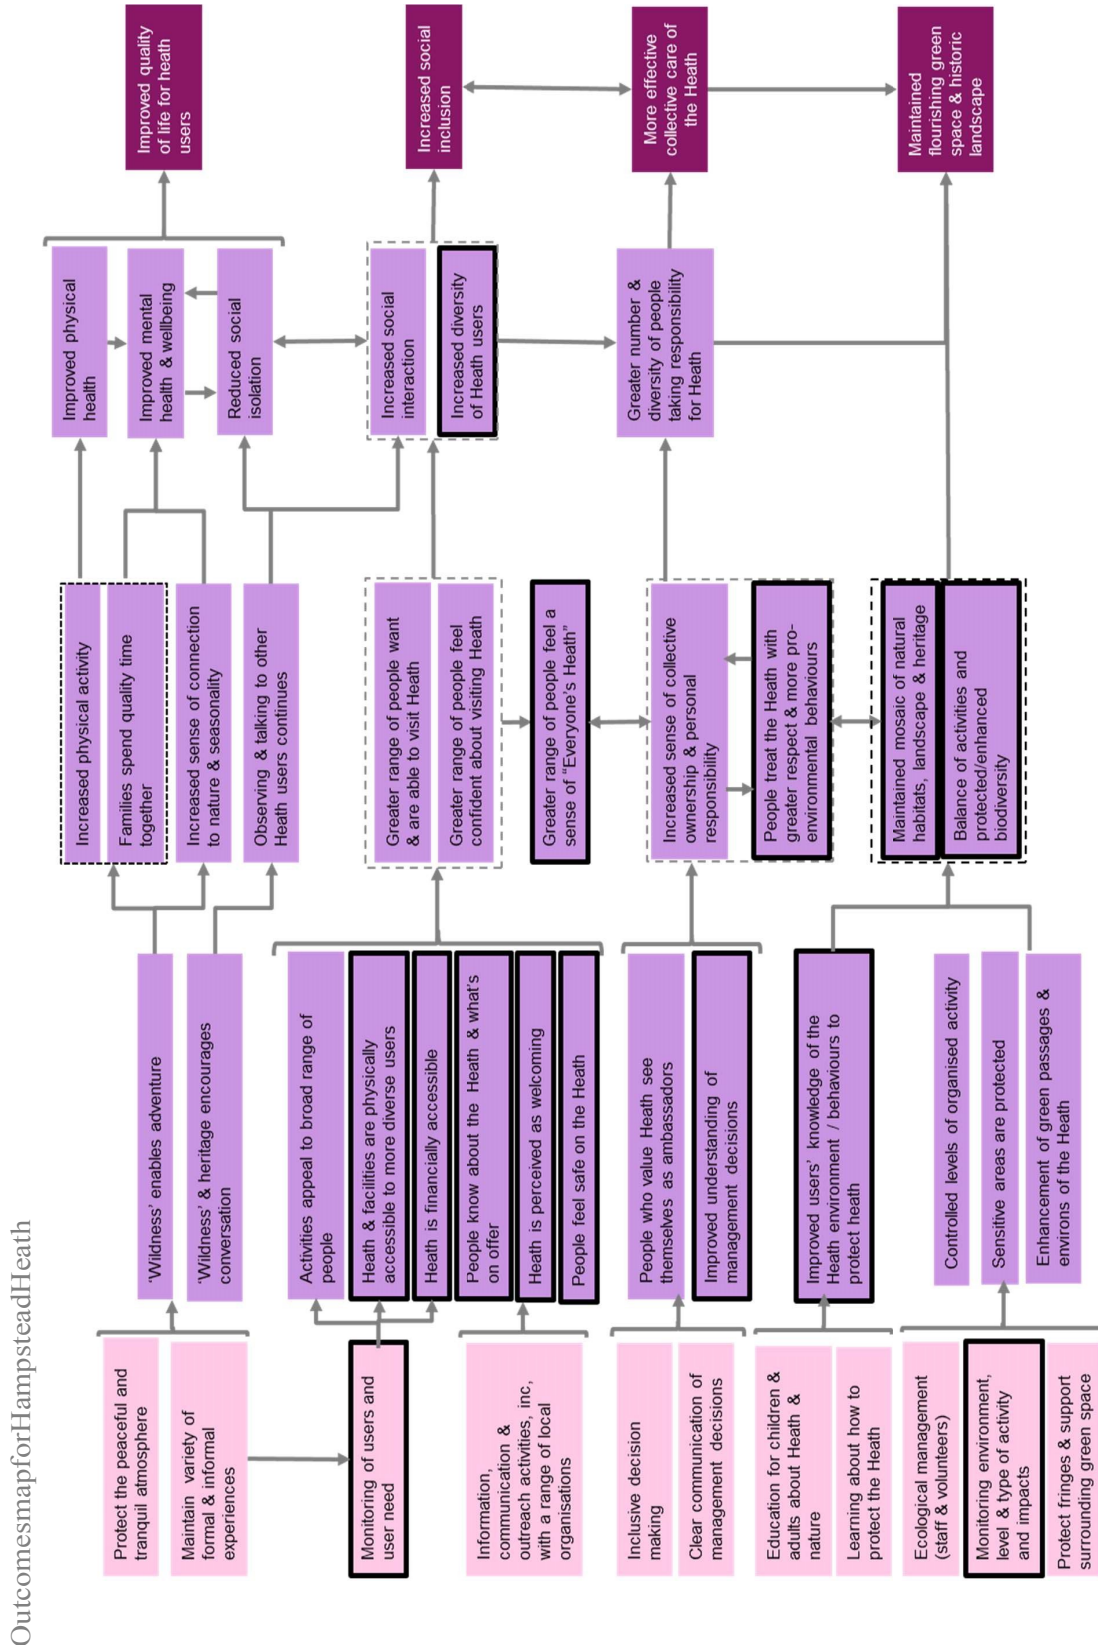 OutcomesmapforHampsteadHeath
Protect the peaceful and
tranquil atmosphere
Maintain variety of
formal & informal
experiences
Monitoring of users and
user need
Information,
communication &
outreach activities, inc,
with a range of local
organisations
Inclusive decision
making
Clear communication of
management decisions
Education for children &
adults about Heath &
nature
Learning about how to
protect the Heath
Ecological management
(staff & volunteers)
Monitoring environment,
level & type of activity
and impacts
Protect fringes & support
surrounding green space
'Wildness' enables adventure
'Wildness' & heritage encourages
conversation
Activities appeal to broad range of
people
Heath & facilities are physically
accessible to more diverse users
Heath is financially accessible
People know about the Heath & what's
on offer
Heath is perceived as welcoming
People feel safe on the Heath
People who value Heath see
themselves as ambassadors
Improved understanding of
management decisions
Improved users' knowledge of the
Heath environment / behaviours to
protect heath
Controlled levels of organised activity
Sensitive areas are protected
Enhancement of green passages &
environs of the Heath
Increased physical activity
Families spend quality time
together
Increased sense of connection
to nature & seasonality
Observing & talking to other
Heath users continues
Greater range of people want
& are able to visit Heath
Greater range of people feel
confident about visiting Heath
Greater range of people feel a
sense of "Everyone's Heath"
Increased sense of collective
ownership & personal
responsibility
People treat the Heath with
greater respect & more pro-
environmental behaviours
Maintained mosaic of natural
habitats, landscape & heritage
Balance of activities and
protected/enhanced
biodiversity
Improved physical
health
Improved mental
health & wellbeing
Reduced social
isolation
Increased social
interaction
Increased diversity
of Heath users
Greater number &
diversity of people
taking responsibility
for Heath
Improved quality
of life for heath
users
Increased social
inclusion
More effective
collective care of
the Heath
Maintained
flourishing green
space & historic
landscape